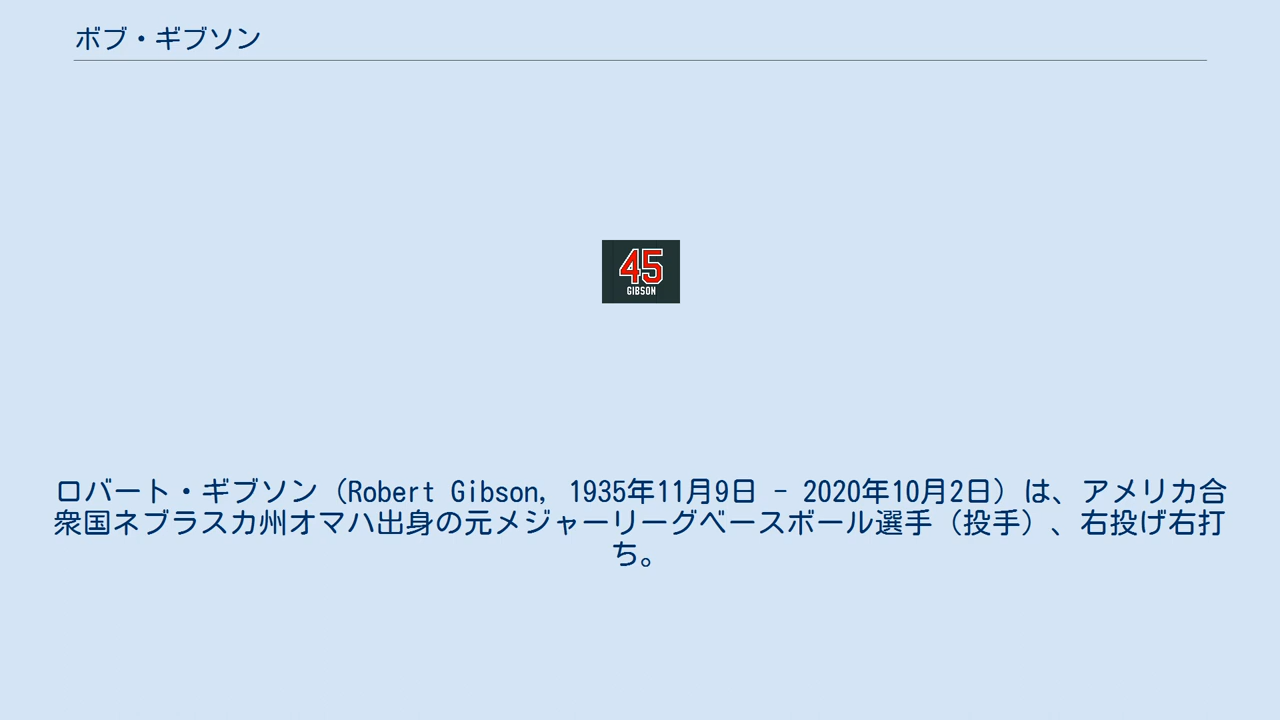 ボブ・ギブソン
45
GIBSON
ロバート・ギブソン（Robert Gibson, 1935年11月9日 - 2020年10月2日）は、アメリカ合
衆国ネブラスカ州オマハ出身の元メジャーリーグベースボール選手（投手）、右投げ右打
ち。